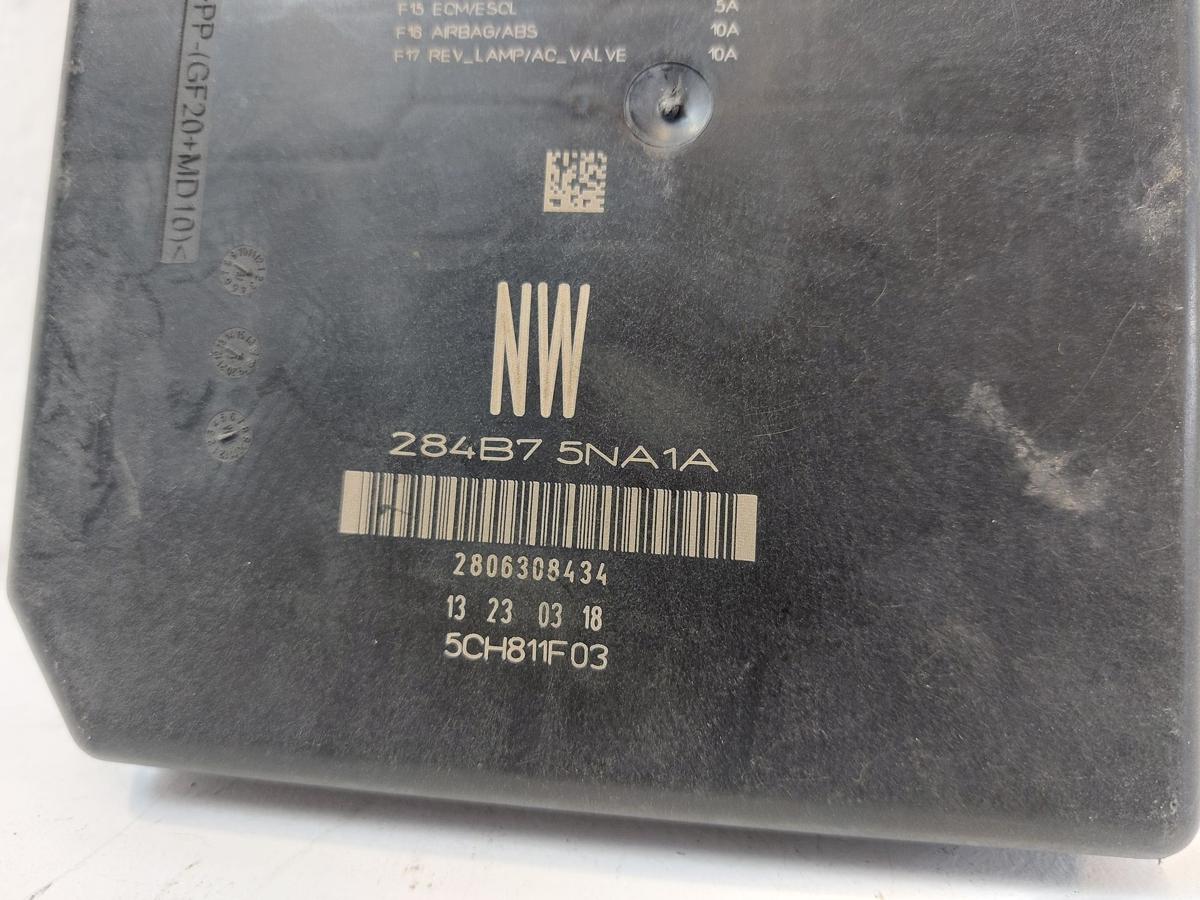 F15 ECM/ESCL 5A
F16 AIRBAG/ABS 10A
F17 REV_LAMP/AC_VALVE 10A
PP-(GF20+MD10)<
NW
284B7 5NA1A
2806308434
13 23 03 18
5CH811F03